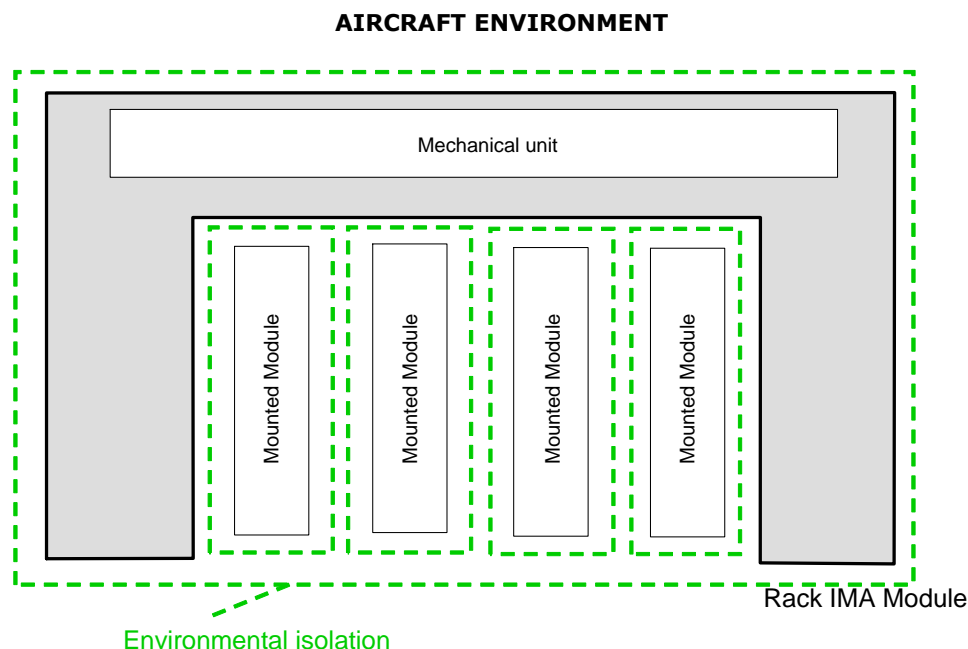 AIRCRAFT ENVIRONMENT
Mechanical unit
Mounted Module
Mounted Module
Mounted Module
Mounted Module
Rack IMA Module
Environmental isolation